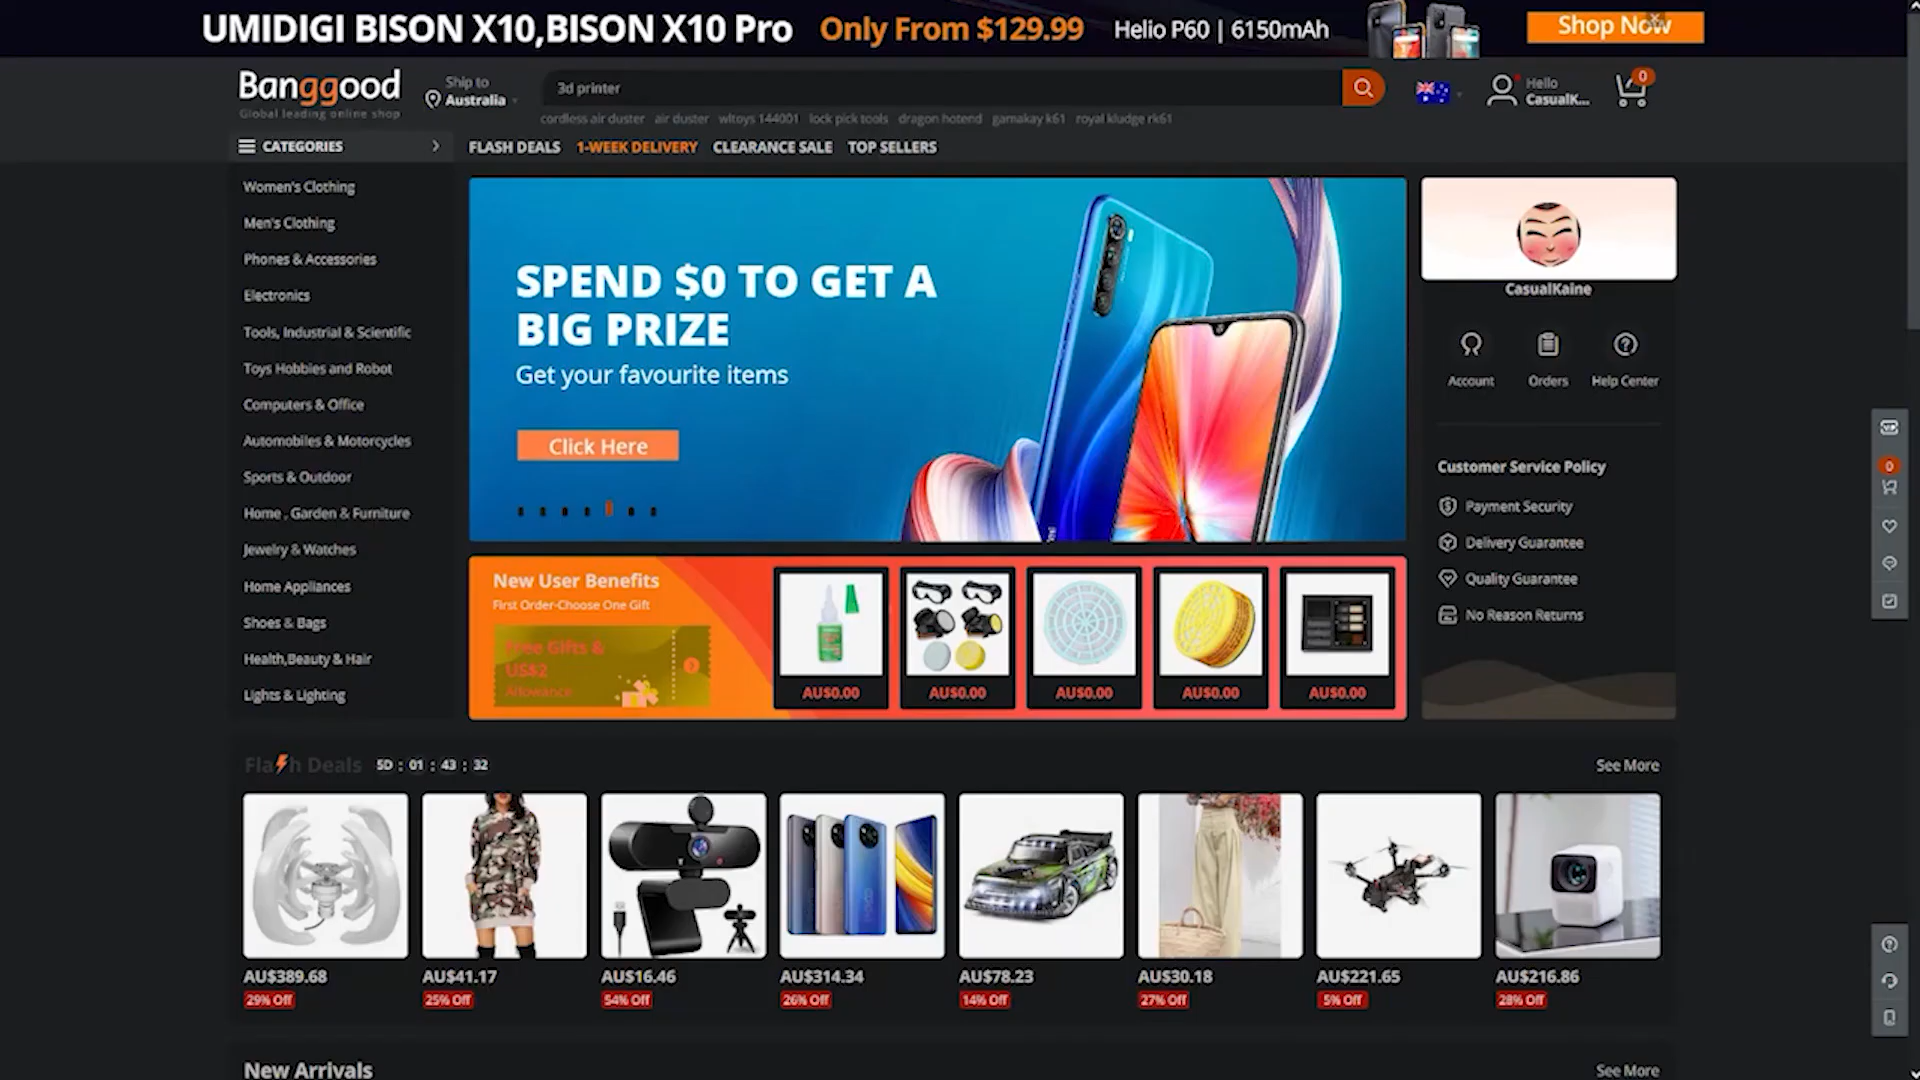 UMIDIGI BISON X10,BISON X10 Pro Only From $129.99 Helio P60 | 6150mAh Shop Now
Banggood
Global leading online shop
Ship to
Australia
3d printer
Hello
CasualK...
0
cordless air duster air duster wltoys 144001 lock pick tools dragon hotend gamakay k61 royal kludge rk61
CATEGORIES
FLASH DEALS 1-WEEK DELIVERY CLEARANCE SALE TOP SELLERS
Women's Clothing
Men's Clothing
Phones & Accessories
Electronics
Tools, Industrial & Scientific
Toys Hobbies and Robot
Computers & Office
Automobiles & Motorcycles
Sports & Outdoor
Home , Garden & Furniture
Jewelry & Watches
Home Appliances
Shoes & Bags
Health,Beauty & Hair
Lights & Lighting
SPEND $0 TO GET A
BIG PRIZE
Get your favourite items
Click Here
CasualKaine
Account Orders Help Center
Customer Service Policy
Payment Security
Delivery Guarantee
Quality Guarantee
No Reason Returns
0
New User Benefits
First Order-Choose One Gift
Free Gifts &
US$2
Allowance
AU$0.00 AU$0.00 AU$0.00 AU$0.00 AU$0.00
Flash Deals 5D : 01 : 43 : 32 See More
AU$389.68 AU$41.17 AU$16.46 AU$314.34 AU$78.23 AU$30.18 AU$221.65 AU$216.86
29% Off 25% Off 54% Off 26% Off 14% Off 27% Off 5% Off 28% Off
New Arrivals See More